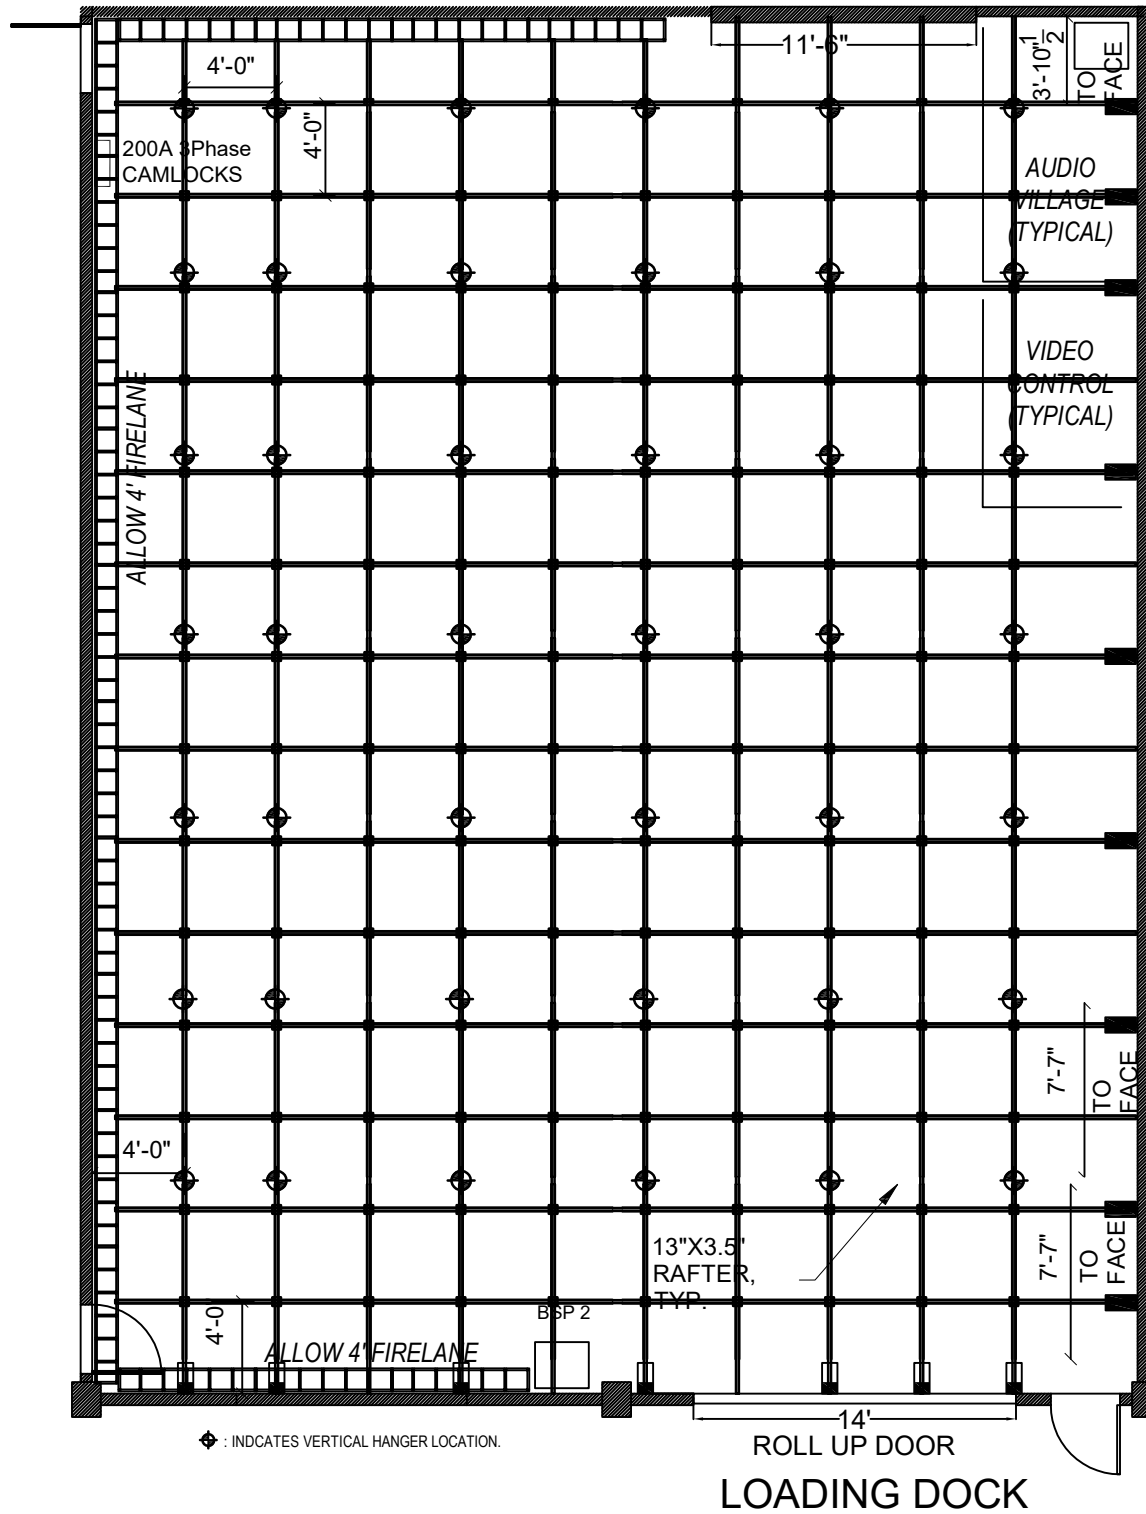 11'-6"
4'-0"
3'-10"1/2
TO
FACE
4'-0"
200A 3Phase
CAMLOCKS
AUDIO
VILLAGE
(TYPICAL)
VIDEO
CONTROL
(TYPICAL)
ALLOW 4' FIRELANE
7'-7"
TO
FACE
4'-0"
7'-7"
TO
FACE
13"X3.5"
RAFTER,
TYP.
4'-0
BSP 2
ALLOW 4' FIRELANE
14'
: INDCATES VERTICAL HANGER LOCATION.
ROLL UP DOOR
LOADING DOCK